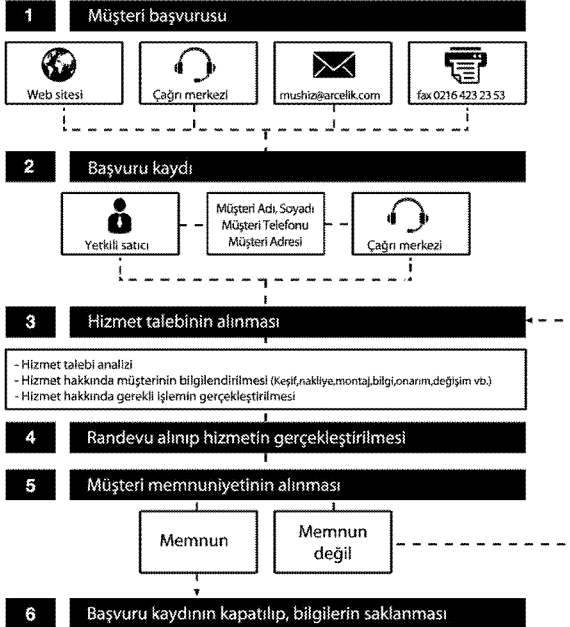 1 Müşteri başvurusu
Web sitesi
Çağrı merkezi
mushiz@arcelik.com
fax 0216 423 23 53
2 Başvuru kaydı
Yetkili satıcı
Müşteri Adı, Soyadı
Müşteri Telefonu
Müşteri Adresi
Çağrı merkezi
3 Hizmet talebinin alınması
- Hizmet talebi analizi
- Hizmet hakkında müşterinin bilgilendirilmesi (Keşif,nakliye,montaj,bilgi,onarım,değişim vb.)
- Hizmet hakkında gerekli işlemin gerçekleştirilmesi
4 Randevu alınıp hizmetin gerçekleştirilmesi
5 Müşteri memnuniyetinin alınması
Memnun
Memnun
değil
6 Başvuru kaydının kapatılıp, bilgilerin saklanması